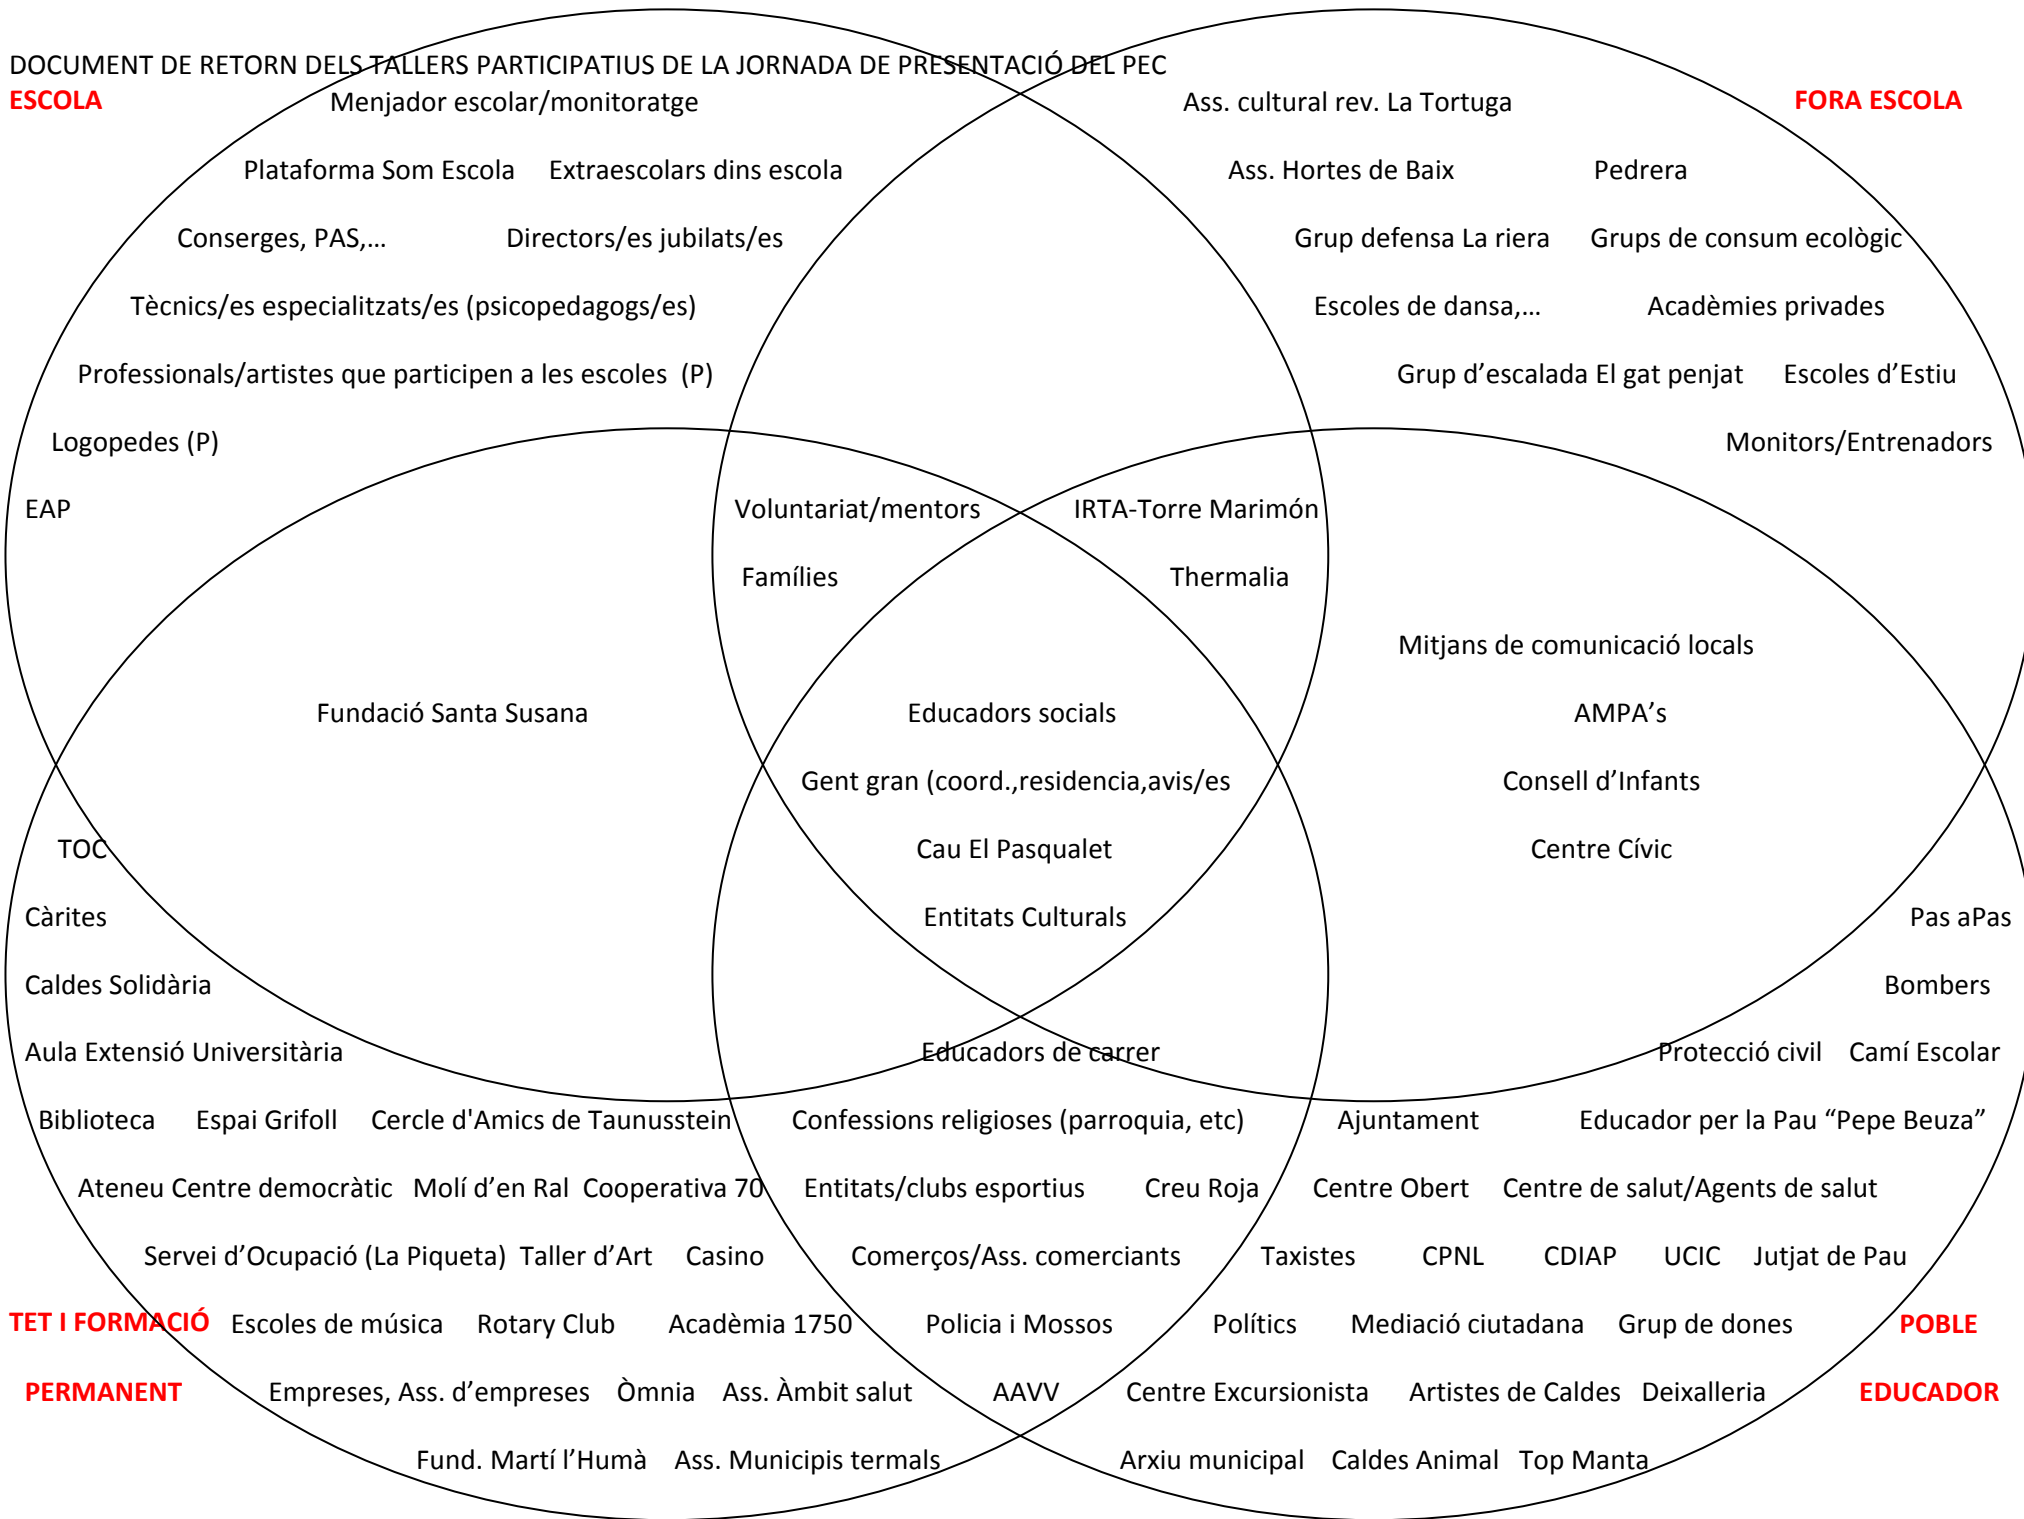 DOCUMENT DE RETORN DELS TALLERS PARTICIPATIUS DE LA JORNADA DE PRESENTACIÓ DEL PEC
ESCOLA Menjador escolar/monitoratge Ass. cultural rev. La Tortuga FORA ESCOLA
Plataforma Som Escola Extraescolars dins escola Ass. Hortes de Baix Pedrera
Conserges, PAS,... Directors/es jubilats/es Grup defensa La riera Grups de consum ecològic
Tècnics/es especialitzats/es (psicopedagogs/es) Escoles de dansa,... Acadèmies privades
Professionals/artistes que participen a les escoles (P) Grup d’escalada El gat penjat Escoles d’Estiu
Logopedes (P) Monitors/Entrenadors
EAP Voluntariat/mentors IRTA-Torre Marimón
Famílies Thermalia
Mitjans de comunicació locals
Fundació Santa Susana Educadors socials AMPA’s
Gent gran (coord.,residencia,avis/es Consell d’Infants
TOC Cau El Pasqualet Centre Cívic
Càrites Entitats Culturals Pas aPas
Caldes Solidària Bombers
Aula Extensió Universitària Educadors de carrer Protecció civil Camí Escolar
Biblioteca Espai Grifoll Cercle d'Amics de Taunusstein Confessions religioses (parroquia, etc) Ajuntament Educador per la Pau “Pepe Beuza”
Ateneu Centre democràtic Molí d’en Ral Cooperativa 70 Entitats/clubs esportius Creu Roja Centre Obert Centre de salut/Agents de salut
Servei d’Ocupació (La Piqueta) Taller d’Art Casino Comerços/Ass. comerciants Taxistes CPNL CDIAP UCIC Jutjat de Pau
TET I FORMACIÓ Escoles de música Rotary Club Acadèmia 1750 Policia i Mossos Polítics Mediació ciutadana Grup de dones POBLE
PERMANENT Empreses, Ass. d’empreses Òmnia Ass. Àmbit salut AAVV Centre Excursionista Artistes de Caldes Deixalleria EDUCADOR
Fund. Martí l’Humà Ass. Municipis termals Arxiu municipal Caldes Animal Top Manta